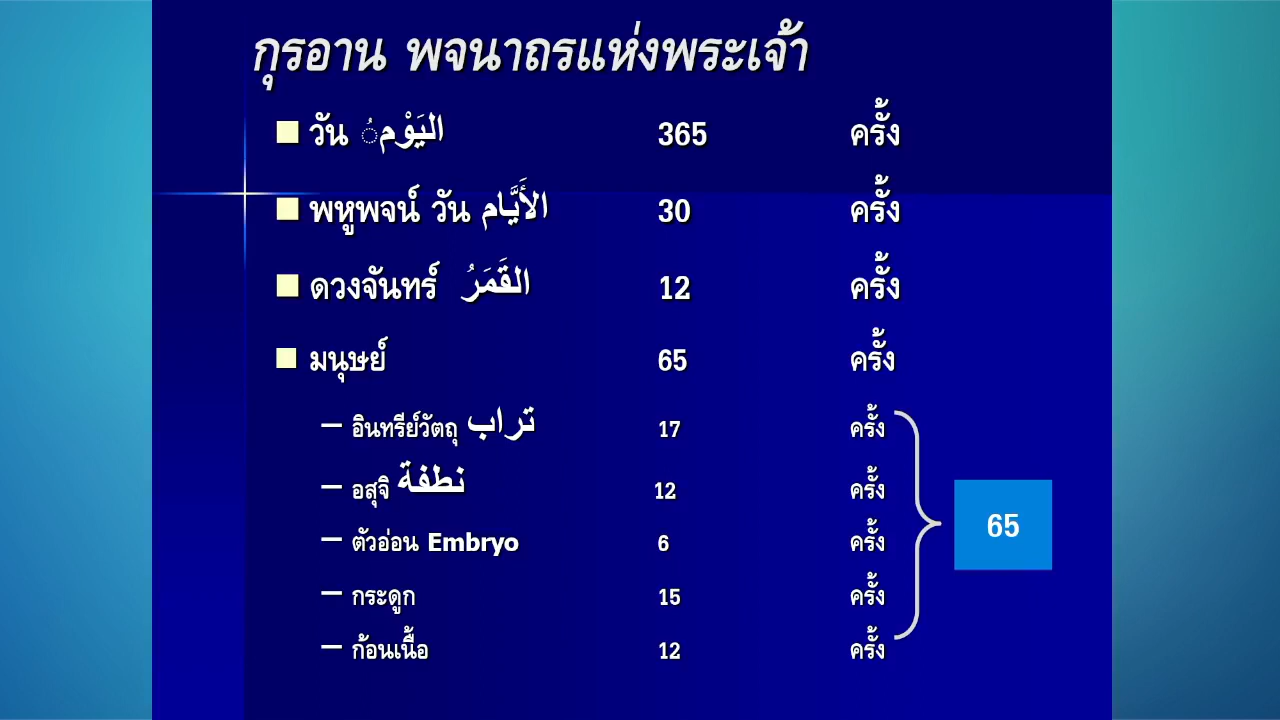 กุรอาน พจนาถรแห่งพระเจ้า
วัน اليَوْمُ 365 ครั้ง
พหูพจน์ วัน الأَيَّام 30 ครั้ง
ดวงจันทร์ القَمَرُ 12 ครั้ง
มนุษย์ 65 ครั้ง
– อินทรีย์วัตถุ تراب 17 ครั้ง
– อสุจิ نطفة 12 ครั้ง
– ตัวอ่อน Embryo 6 ครั้ง
– กระดูก 15 ครั้ง
– ก้อนเนื้อ 12 ครั้ง
65